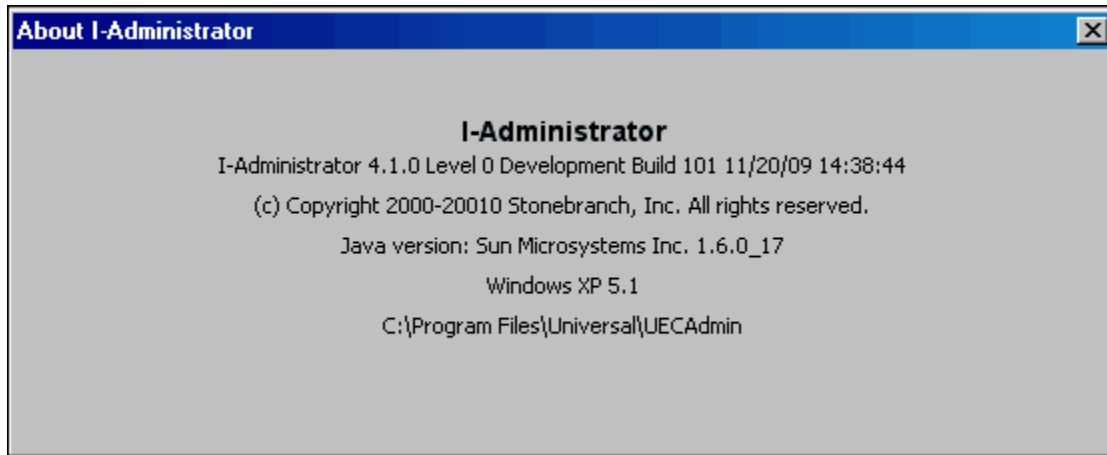 About I-Administrator
I-Administrator
I-Administrator 4.1.0 Level 0 Development Build 101 11/20/09 14:38:44
(c) Copyright 2000-20010 Stonebranch, Inc. All rights reserved.
Java version: Sun Microsystems Inc. 1.6.0_17
Windows XP 5.1
C:\Program Files\Universal\UECAdmin